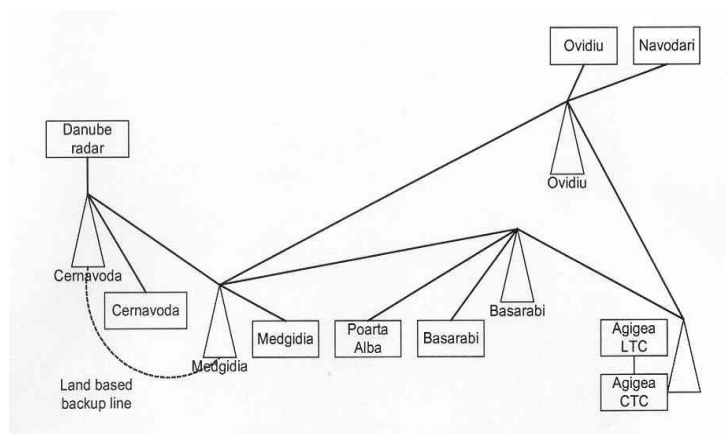 Ovidiu
Navodari
Danube
radar
Ovidiu
Cernavoda
Cernavoda
Medgidia
Medgidia
Poarta
Alba
Basarabi
Basarabi
Agigea
LTC
Agigea
CTC
Land based
backup line